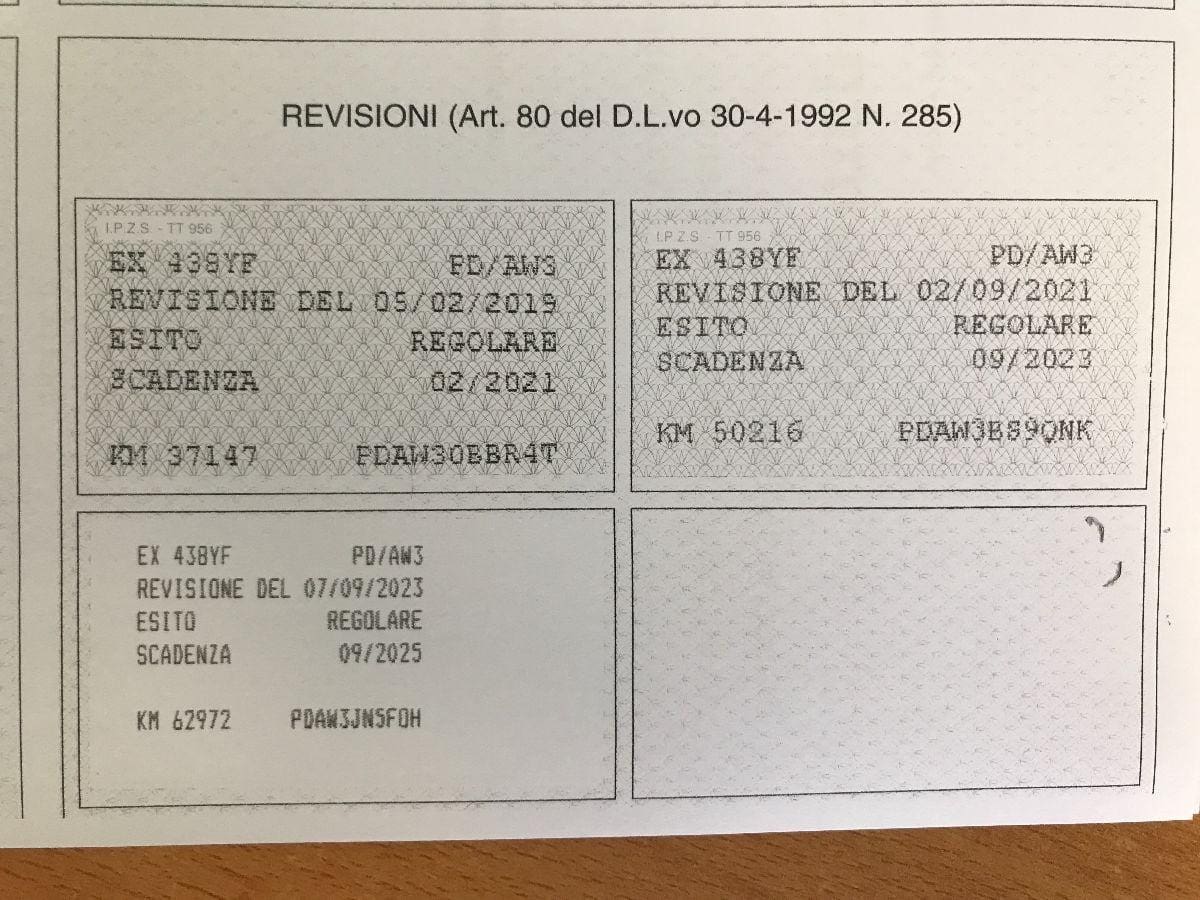 REVISIONI (Art. 80 del D.L.vo 30-4-1992 N. 285)
I.P.Z.S. - TT 956
EX 438YF PD/AW3
REVISIONE DEL 05/02/2019
ESITO REGOLARE
SCADENZA 02/2021
KM 37147 PDAW30BBR4T
I.P.Z.S. - TT 956
EX 438YF PD/AW3
REVISIONE DEL 02/09/2021
ESITO REGOLARE
SCADENZA 09/2023
KM 50216 PDAW3BS9QNK
EX 438YF PD/AW3
REVISIONE DEL 07/09/2023
ESITO REGOLARE
SCADENZA 09/2025
KM 62972 PDAW3JN5F0H